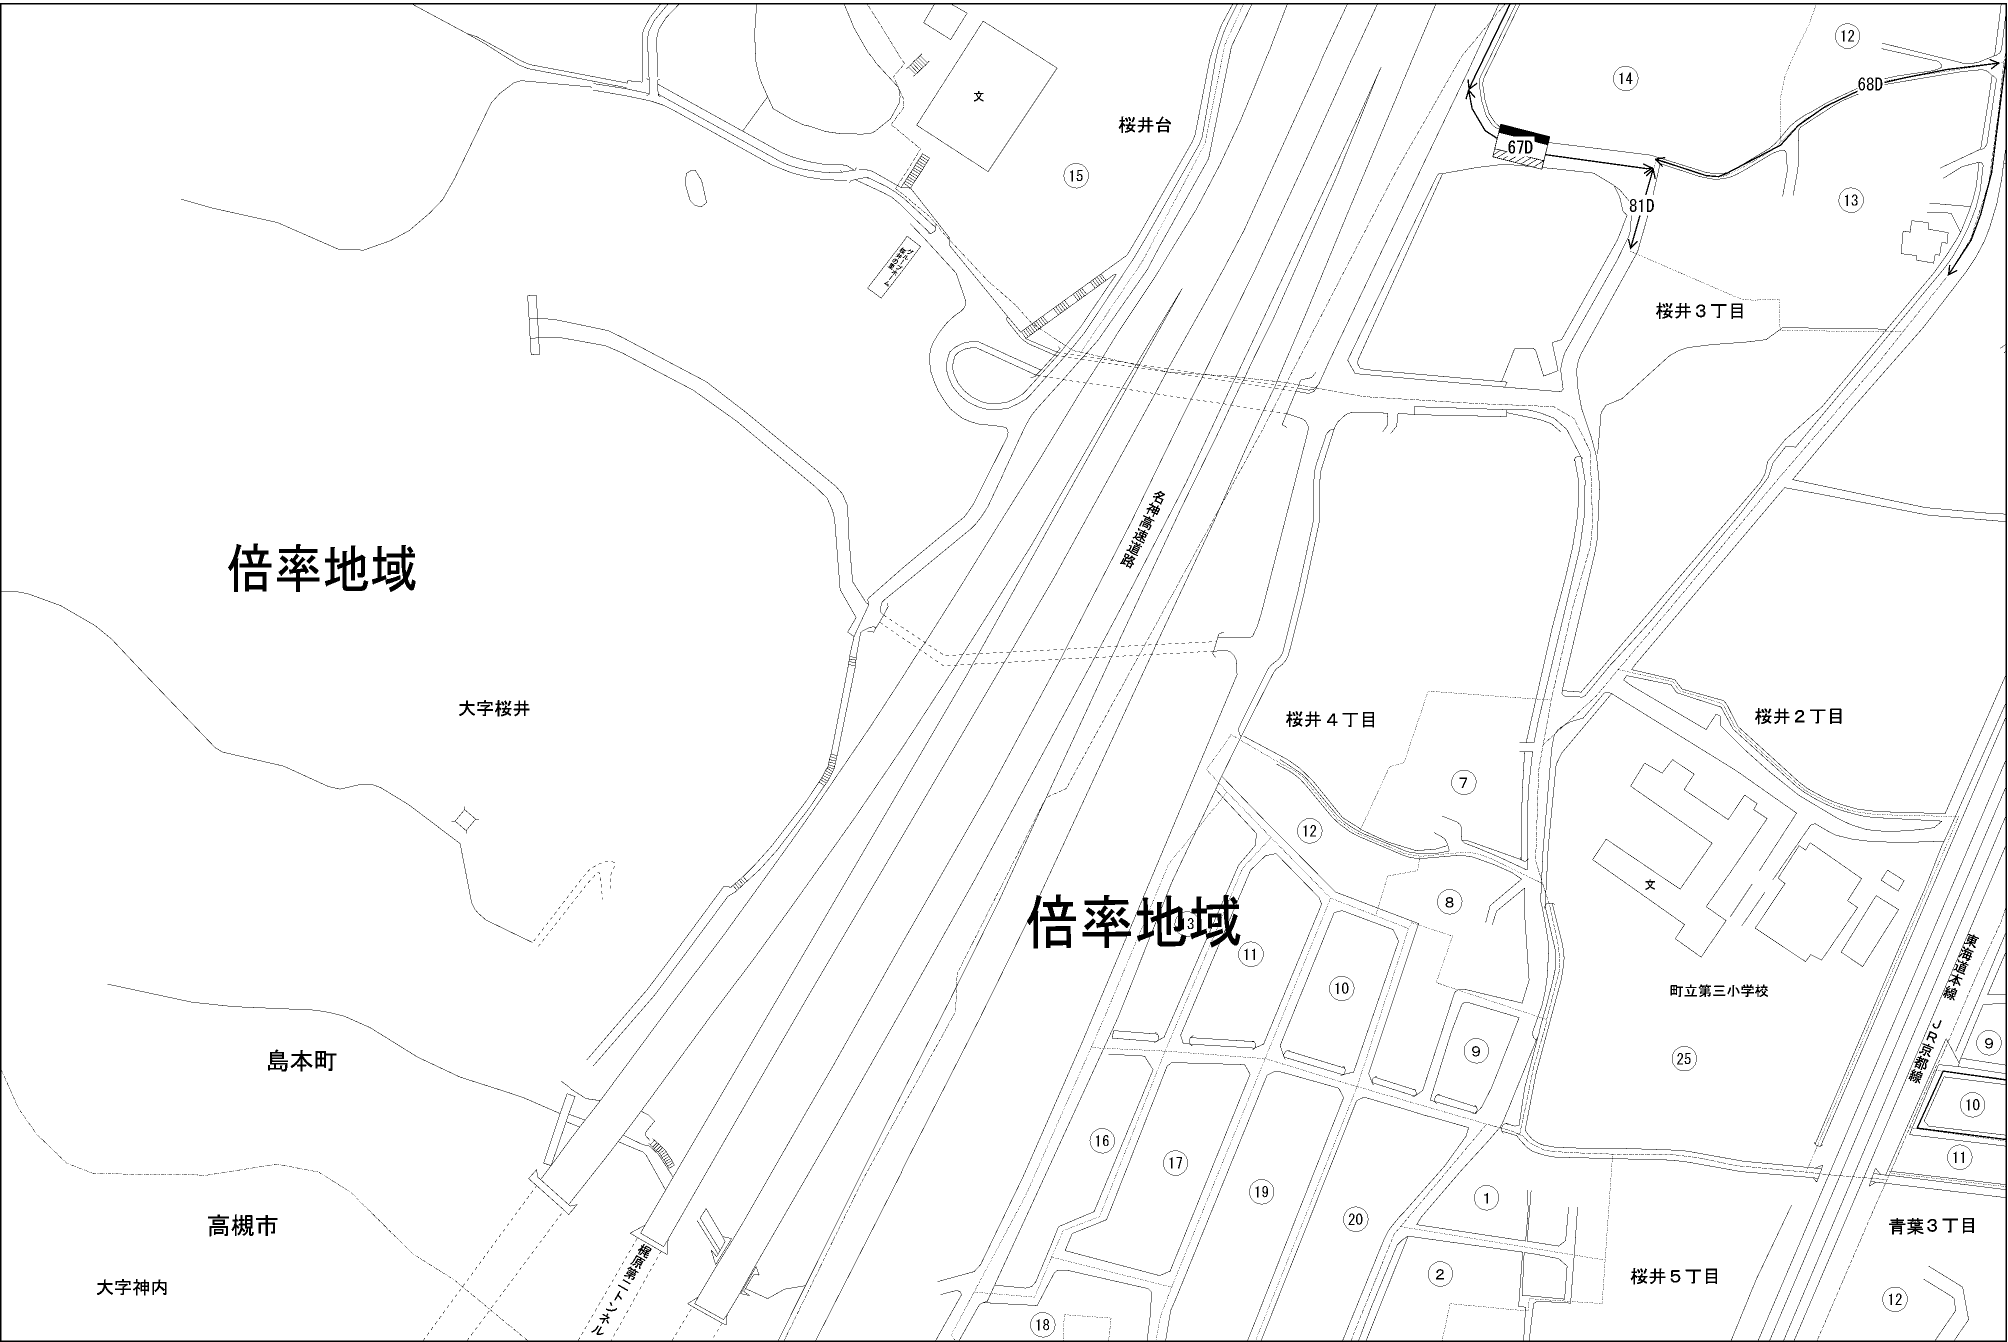 12
68D
14
文
桜井台
67D
15
81D
13
桜井3丁目
名神高速道路
倍率地域
大字桜井
桜井4丁目
桜井2丁目
7
12
文
8
倍率地域
13
11
10
東海道本線
JR京都線
町立第三小学校
9
9
25
島本町
10
16
11
17
19
1
20
高槻市
青葉3丁目
梶原第二トンネル
2
桜井5丁目
大字神内
12
18